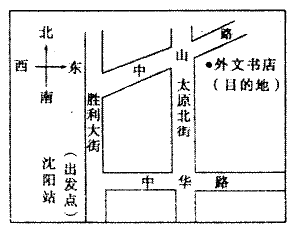 北
西 东
南
中山路
外文书店
(目的地)
胜利大街
太原北街
沈阳站
(出发点)
中华路